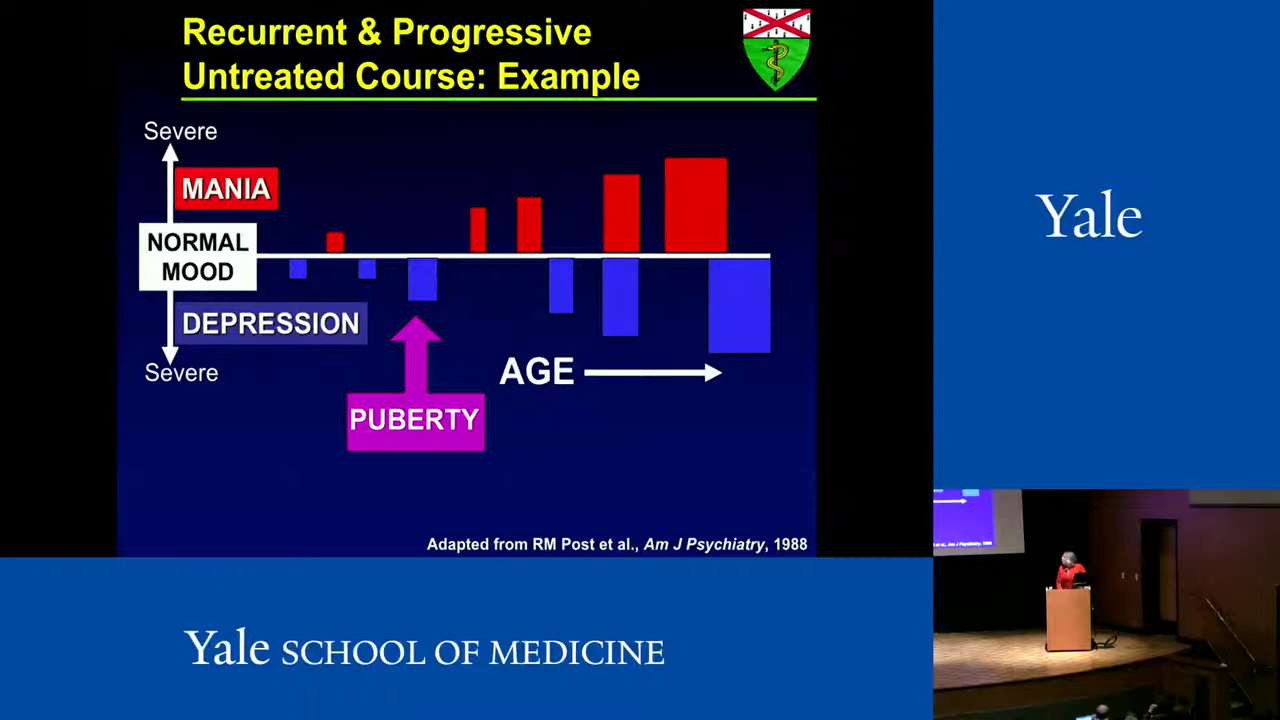 Recurrent & Progressive
Untreated Course: Example
Severe
MANIA
NORMAL
MOOD
DEPRESSION
Severe
AGE
PUBERTY
Adapted from RM Post et al., Am J Psychiatry, 1988
Yale
Yale SCHOOL OF MEDICINE